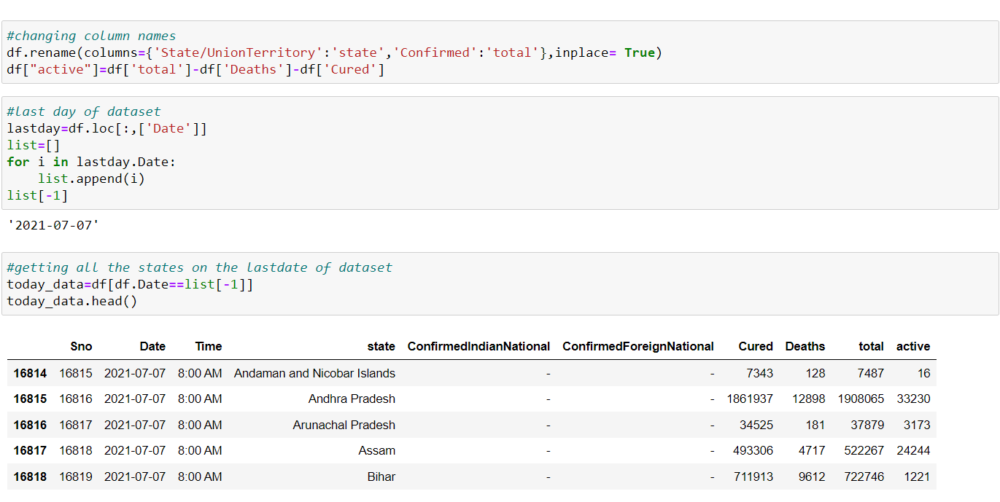 #changing column names
df.rename(columns={'State/UnionTerritory':'state','Confirmed':'total'},inplace= True)
df["active"]=df['total']-df['Deaths']-df['Cured']
#last day of dataset
lastday=df.loc[:,['Date']]
list=[]
for i in lastday.Date:
    list.append(i)
list[-1]
'2021-07-07'
#getting all the states on the lastdate of dataset
today_data=df[df.Date==list[-1]]
today_data.head()
Sno Date Time state ConfirmedIndianNational ConfirmedForeignNational Cured Deaths total active
16814 16815 2021-07-07 8:00 AM Andaman and Nicobar Islands - - 7343 128 7487 16
16815 16816 2021-07-07 8:00 AM Andhra Pradesh - - 1861937 12898 1908065 33230
16816 16817 2021-07-07 8:00 AM Arunachal Pradesh - - 34525 181 37879 3173
16817 16818 2021-07-07 8:00 AM Assam - - 493306 4717 522267 24244
16818 16819 2021-07-07 8:00 AM Bihar - - 711913 9612 722746 1221